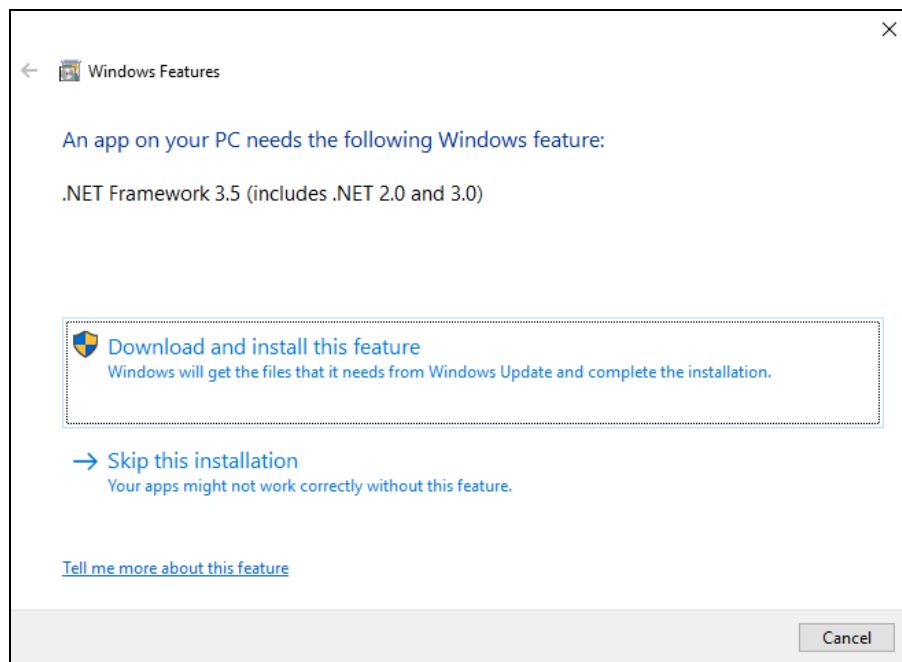 Windows Features
An app on your PC needs the following Windows feature:
.NET Framework 3.5 (includes .NET 2.0 and 3.0)
Download and install this feature
Windows will get the files that it needs from Windows Update and complete the installation.
Skip this installation
Your apps might not work correctly without this feature.
Tell me more about this feature
Cancel